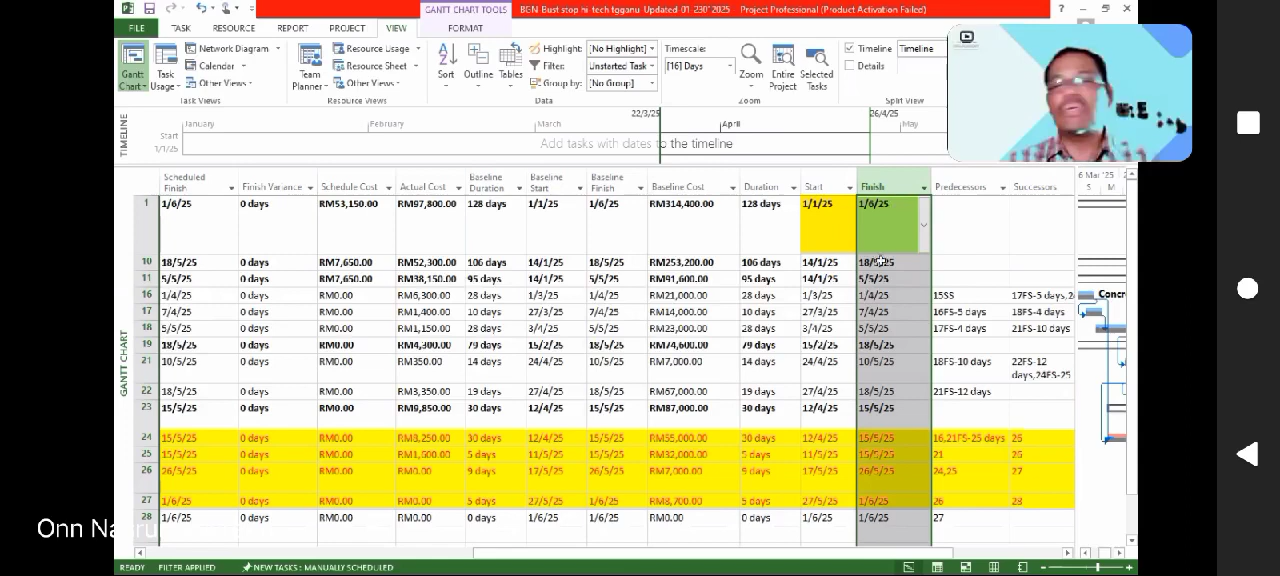 GANTT CHART TOOLS BGN-Bust stop hi-tech tgganu-Updated-01-230"2025 - Project Professional (Product Activation Failed)
FILE TASK RESOURCE REPORT PROJECT VIEW FORMAT
Gantt Chart Task Usage Network Diagram Calendar Other Views Team Planner Resource Usage Resource Sheet Other Views Sort Outline Tables Highlight: [No Highlight] Filter: Unstarted Task Group by: [No Group] Timescale: [16] Days Zoom Entire Project Selected Tasks Timeline Timeline Details
Task Views Resource Views Data Zoom Split View
22/3/25 26/4/25
January February March April May
TIMELINE Start 1/1/25 Add tasks with dates to the timeline
Scheduled Finish Finish Variance Schedule Cost Actual Cost Baseline Duration Baseline Start Baseline Finish Baseline Cost Duration Start Finish Predecessors Successors 6 Mar '25 S M
1 1/6/25 0 days RM53,150.00 RM97,800.00 128 days 1/1/25 1/6/25 RM314,400.00 128 days 1/1/25 1/6/25
10 18/5/25 0 days RM7,650.00 RM52,300.00 106 days 14/1/25 18/5/25 RM253,200.00 106 days 14/1/25 18/5/25
11 5/5/25 0 days RM7,650.00 RM38,150.00 95 days 14/1/25 5/5/25 RM91,600.00 95 days 14/1/25 5/5/25
16 1/4/25 0 days RM0.00 RM6,300.00 28 days 1/3/25 1/4/25 RM21,000.00 28 days 1/3/25 1/4/25 15SS 17FS-5 days,2 Concre
17 7/4/25 0 days RM0.00 RM1,400.00 10 days 27/3/25 7/4/25 RM14,000.00 10 days 27/3/25 7/4/25 16FS-5 days 18FS-4 days
18 5/5/25 0 days RM0.00 RM1,150.00 28 days 3/4/25 5/5/25 RM23,000.00 28 days 3/4/25 5/5/25 17FS-4 days 21FS-10 days
19 18/5/25 0 days RM0.00 RM4,300.00 79 days 15/2/25 18/5/25 RM74,600.00 79 days 15/2/25 18/5/25
21 10/5/25 0 days RM0.00 RM350.00 14 days 24/4/25 10/5/25 RM7,000.00 14 days 24/4/25 10/5/25 18FS-10 days 22FS-12 days,24FS-25
22 18/5/25 0 days RM0.00 RM3,350.00 19 days 27/4/25 18/5/25 RM67,000.00 19 days 27/4/25 18/5/25 21FS-12 days
23 15/5/25 0 days RM0.00 RM9,850.00 30 days 12/4/25 15/5/25 RM87,000.00 30 days 12/4/25 15/5/25
24 15/5/25 0 days RM0.00 RM8,250.00 30 days 12/4/25 15/5/25 RM55,000.00 30 days 12/4/25 15/5/25 16,21FS-25 days 26
25 15/5/25 0 days RM0.00 RM1,600.00 5 days 11/5/25 15/5/25 RM32,000.00 5 days 11/5/25 15/5/25 21 26
26 26/5/25 0 days RM0.00 RM0.00 9 days 17/5/25 26/5/25 RM7,000.00 9 days 17/5/25 26/5/25 24,25 27
27 1/6/25 0 days RM0.00 RM0.00 5 days 27/5/25 1/6/25 RM8,700.00 5 days 27/5/25 1/6/25 26 28
28 1/6/25 0 days RM0.00 RM0.00 0 days 1/6/25 1/6/25 RM0.00 0 days 1/6/25 1/6/25 27
GANTT CHART
Onn
READY FILTER APPLIED NEW TASKS : MANUALLY SCHEDULED